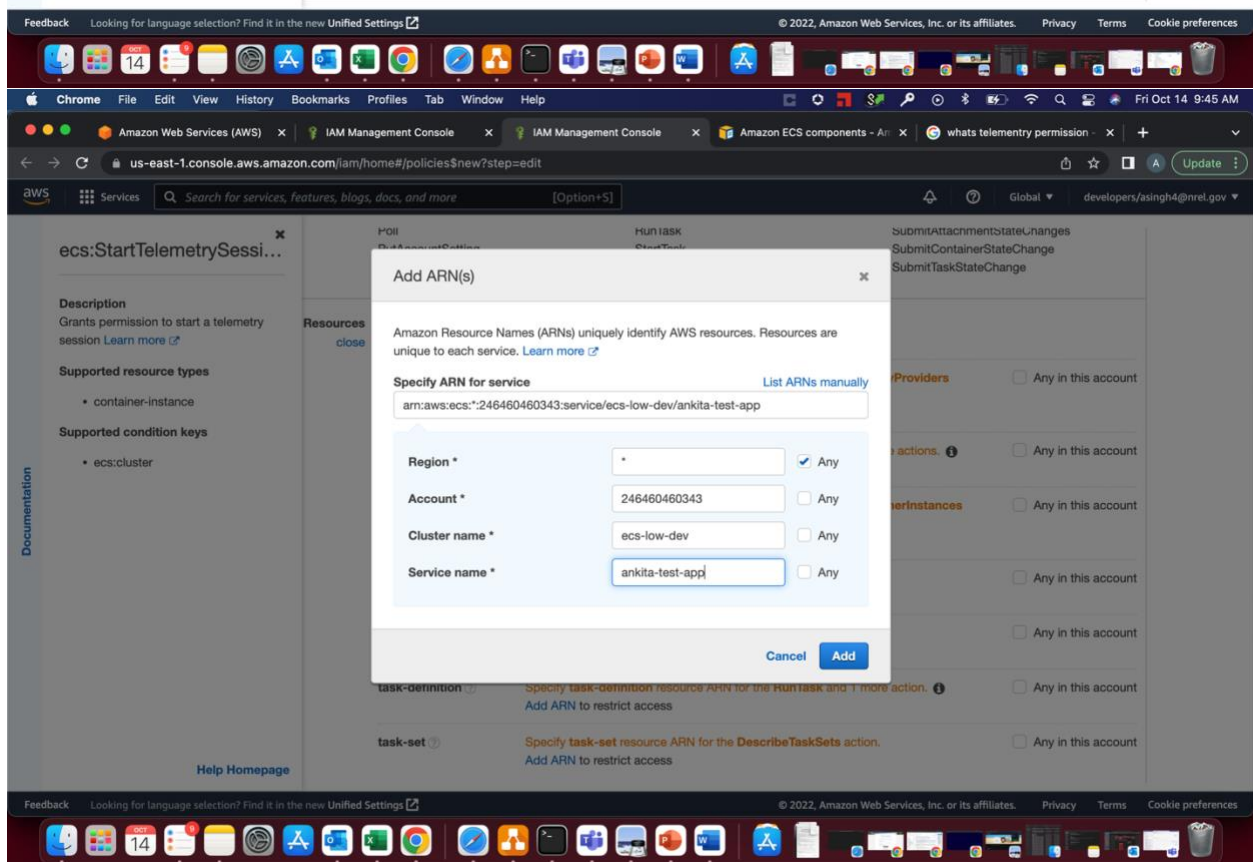 Feedback Looking for language selection? Find it in the new Unified Settings © 2022, Amazon Web Services, Inc. or its affiliates. Privacy Terms Cookie preferences
OCT
14
Chrome File Edit View History Bookmarks Profiles Tab Window Help Fri Oct 14 9:45 AM
Amazon Web Services (AWS) IAM Management Console IAM Management Console Amazon ECS components - Am whats telementry permission -
us-east-1.console.aws.amazon.com/iam/home#/policies$new?step=edit A Update
aws Services Search for services, features, blogs, docs, and more [Option+S] Global developers/asingh4@nrel.gov
Poll RunTask SubmitAttachmentStateChanges
PutAccountSetting StartTask SubmitContainerStateChange
SubmitTaskStateChange
ecs:StartTelemetrySessi...
Description
Grants permission to start a telemetry
session Learn more
Supported resource types
• container-instance
Supported condition keys
• ecs:cluster
Documentation
Help Homepage
Resources
close
Add ARN(s)
Amazon Resource Names (ARNs) uniquely identify AWS resources. Resources are
unique to each service. Learn more
Specify ARN for service List ARNs manually
arn:aws:ecs:*:246460460343:service/ecs-low-dev/ankita-test-app
Region * * Any
Account * 246460460343 Any
Cluster name * ecs-low-dev Any
Service name * ankita-test-app Any
Cancel Add
yProviders Any in this account
actions. Any in this account
nerInstances Any in this account
Any in this account
Any in this account
task-definition Specify task-definition resource ARN for the RunTask and 1 more action. Any in this account
Add ARN to restrict access
task-set Specify task-set resource ARN for the DescribeTaskSets action. Any in this account
Add ARN to restrict access
Feedback Looking for language selection? Find it in the new Unified Settings © 2022, Amazon Web Services, Inc. or its affiliates. Privacy Terms Cookie preferences
OCT
14